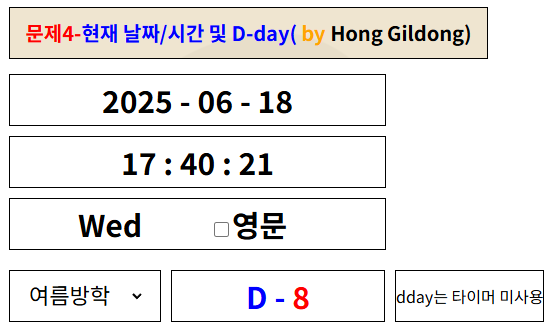 문제4-현재 날짜/시간 및 D-day( by Hong Gildong)
2025 - 06 - 18
17 : 40 : 21
Wed 영문
여름방학 D - 8 dday는 타이머 미사용